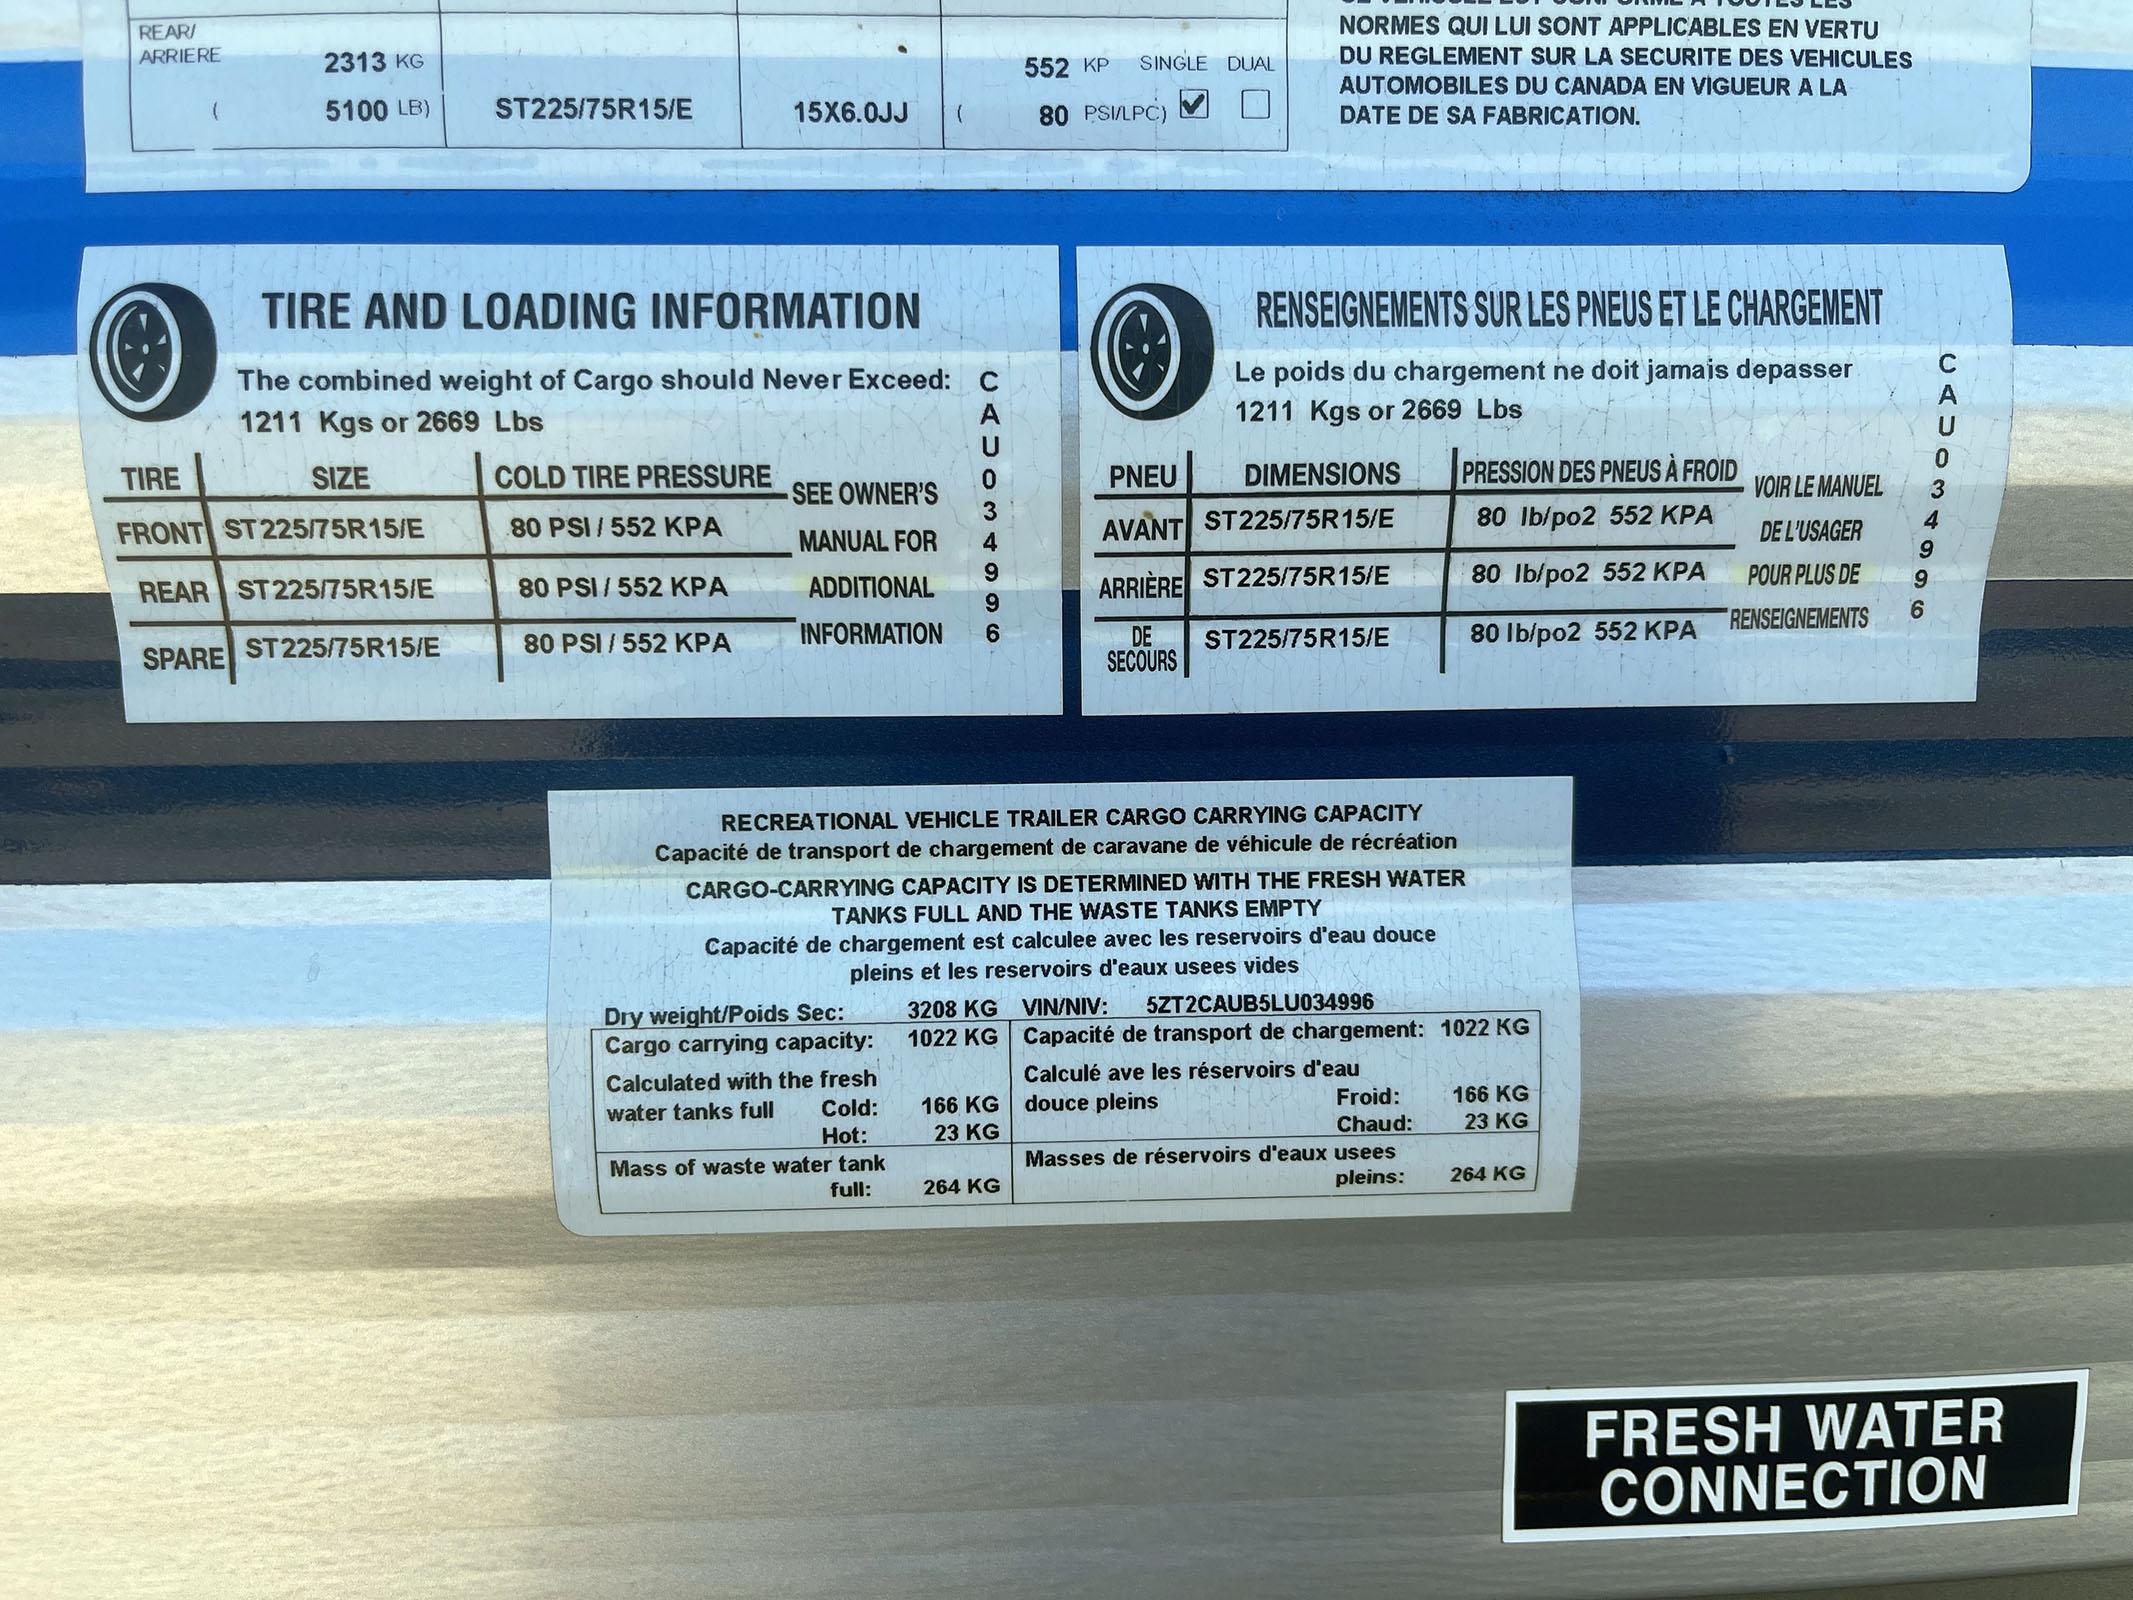 NORMES QUI LUI SONT APPLICABLES EN VERTU
DU REGLEMENT SUR LA SECURITE DES VEHICULES
AUTOMOBILES DU CANADA EN VIGUEUR A LA
DATE DE SA FABRICATION.
REAR/
ARRIERE
2313 KG
( 5100 LB)
ST225/75R15/E
15X6.0JJ
552 KP SINGLE DUAL
( 80 PSI/LPC)
TIRE AND LOADING INFORMATION
The combined weight of Cargo should Never Exceed:
1211 Kgs or 2669 Lbs
TIRE SIZE COLD TIRE PRESSURE
FRONT ST225/75R15/E 80 PSI / 552 KPA
REAR ST225/75R15/E 80 PSI / 552 KPA
SPARE ST225/75R15/E 80 PSI / 552 KPA
SEE OWNER'S
MANUAL FOR
ADDITIONAL
INFORMATION
CAU034996
RENSEIGNEMENTS SUR LES PNEUS ET LE CHARGEMENT
Le poids du chargement ne doit jamais depasser
1211 Kgs or 2669 Lbs
PNEU DIMENSIONS PRESSION DES PNEUS À FROID
AVANT ST225/75R15/E 80 lb/po2 552 KPA
ARRIÈRE ST225/75R15/E 80 lb/po2 552 KPA
DE
SECOURS ST225/75R15/E 80 lb/po2 552 KPA
VOIR LE MANUEL
DE L'USAGER
POUR PLUS DE
RENSEIGNEMENTS
CAU034996
RECREATIONAL VEHICLE TRAILER CARGO CARRYING CAPACITY
Capacité de transport de chargement de caravane de véhicule de récréation
CARGO-CARRYING CAPACITY IS DETERMINED WITH THE FRESH WATER
TANKS FULL AND THE WASTE TANKS EMPTY
Capacité de chargement est calculee avec les reservoirs d'eau douce
pleins et les reservoirs d'eaux usees vides
Dry weight/Poids Sec: 3208 KG VIN/NIV: 5ZT2CAUB5LU034996
Cargo carrying capacity: 1022 KG
Calculated with the fresh
water tanks full Cold: 166 KG
Hot: 23 KG
Mass of waste water tank
full: 264 KG
Capacité de transport de chargement: 1022 KG
Calculé ave les réservoirs d'eau
douce pleins Froid: 166 KG
Chaud: 23 KG
Masses de réservoirs d'eaux usees
pleins: 264 KG
FRESH WATER
CONNECTION